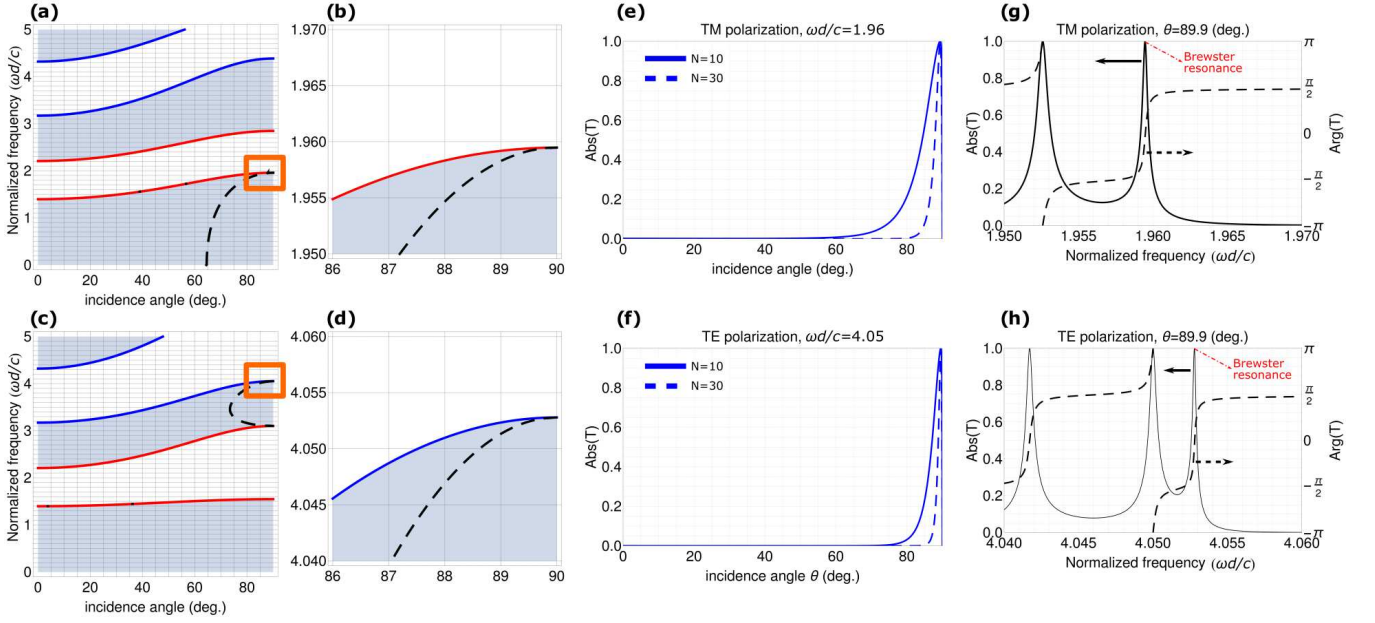 (a)
5
4
3
2
1
0
Normalized frequency (ωd/c)
0 20 40 60 80
incidence angle (deg.)
(b)
1.970
1.965
1.960
1.955
1.950
86 87 88 89 90
(e)
TM polarization, ωd/c=1.96
1.0
0.8
0.6
0.4
0.2
0.0
Abs(T)
N=10
N=30
0 20 40 60 80
incidence angle (deg.)
(g)
TM polarization, θ=89.9 (deg.)
1.0
0.8
0.6
0.4
0.2
0.0
Abs(T)
Brewster
resonance
π
π/2
0
−π/2
−π
Arg(T)
1.950 1.955 1.960 1.965 1.970
Normalized frequency (ωd/c)
(c)
5
4
3
2
1
0
Normalized frequency (ωd/c)
0 20 40 60 80
incidence angle (deg.)
(d)
4.060
4.055
4.050
4.045
4.040
86 87 88 89 90
(f)
TE polarization, ωd/c=4.05
1.0
0.8
0.6
0.4
0.2
0.0
Abs(T)
N=10
N=30
0 20 40 60 80
incidence angle θ (deg.)
(h)
TE polarization, θ=89.9 (deg.)
1.0
0.8
0.6
0.4
0.2
0.0
Abs(T)
Brewster
resonance
π
π/2
0
−π/2
−π
Arg(T)
4.040 4.045 4.050 4.055 4.060
Normalized frequency (ωd/c)